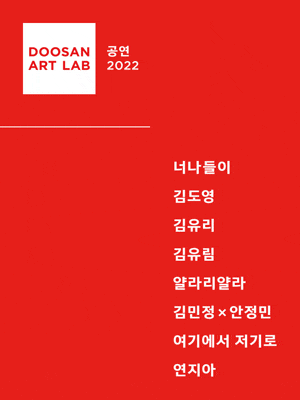 DOOSAN
ART LAB
공연
2022
너나들이
김도영
김유리
김유림
얄라리얄라
김민정×안정민
여기에서 저기로
연지아